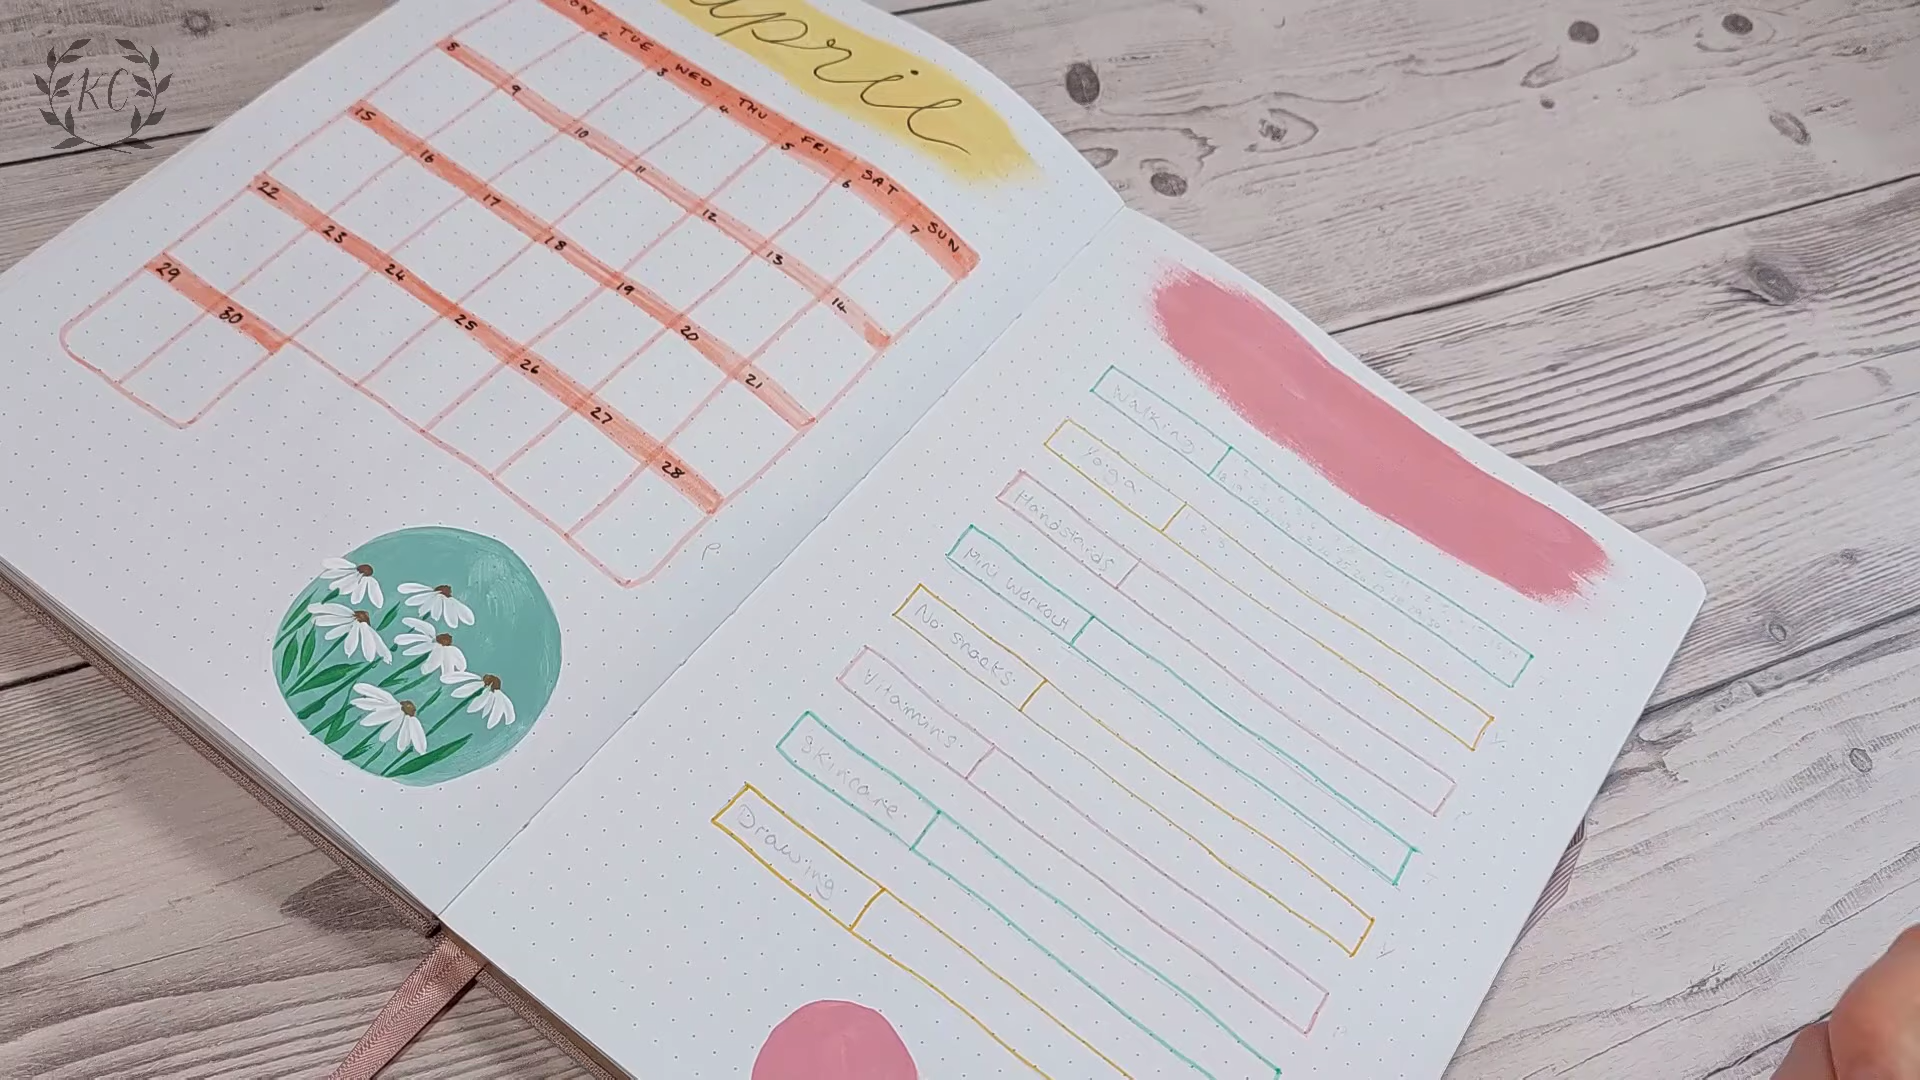 KC
April
MON TUE WED THU FRI SAT SUN
2 3 4 5 6 7
8 9 10 11 12 13 14
15 16 17 18 19 20 21
22 23 24 25 26 27 28
29 30
P
Walking
Yoga
Handstands
Mini workout
No snacks
Vitamins
Skincare
Drawing